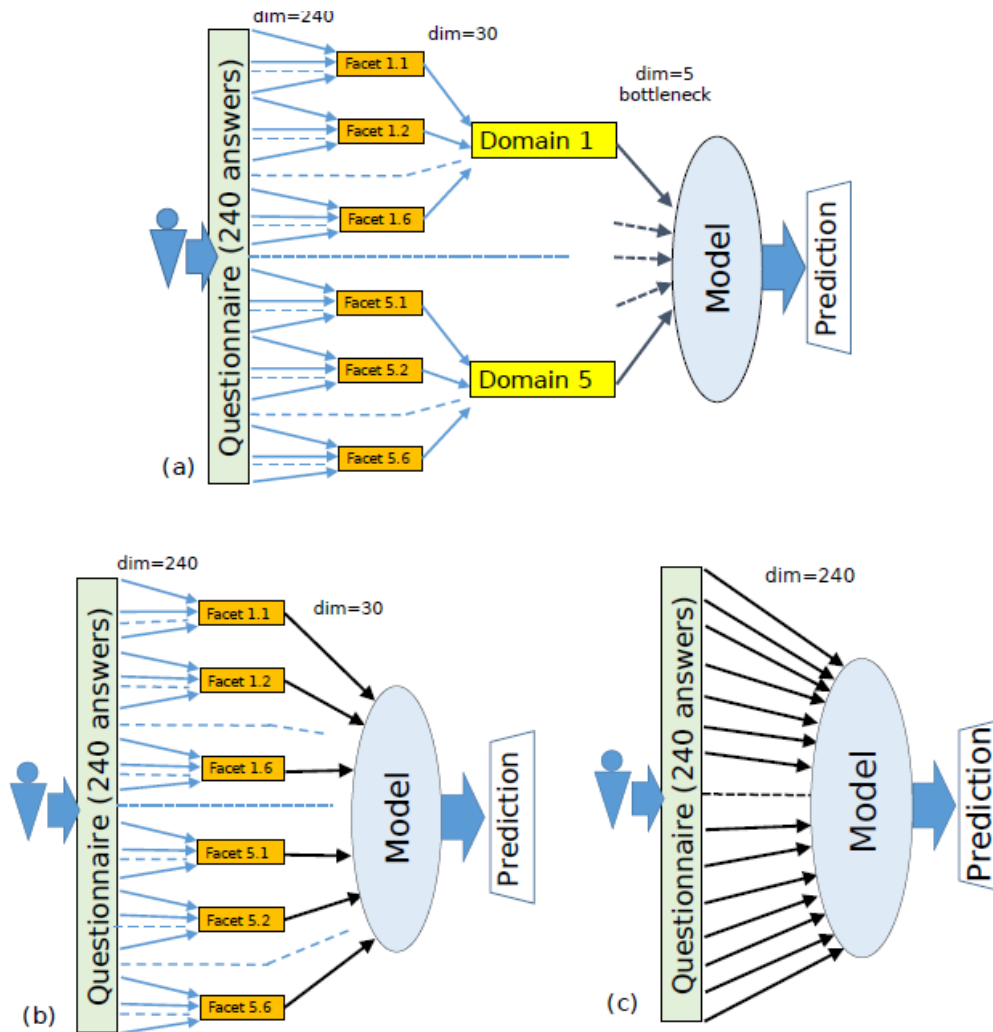 dim=240
dim=30
Facet 1.1
dim=5
bottleneck
Facet 1.2
Domain 1
Facet 1.6
Questionnaire (240 answers)
Model
Prediction
Facet 5.1
Facet 5.2
Domain 5
Facet 5.6
(a)
dim=240
dim=30
Facet 1.1
Facet 1.2
Facet 1.6
Questionnaire (240 answers)
Model
Prediction
Facet 5.1
Facet 5.2
Facet 5.6
(b)
dim=240
Questionnaire (240 answers)
Model
Prediction
(c)